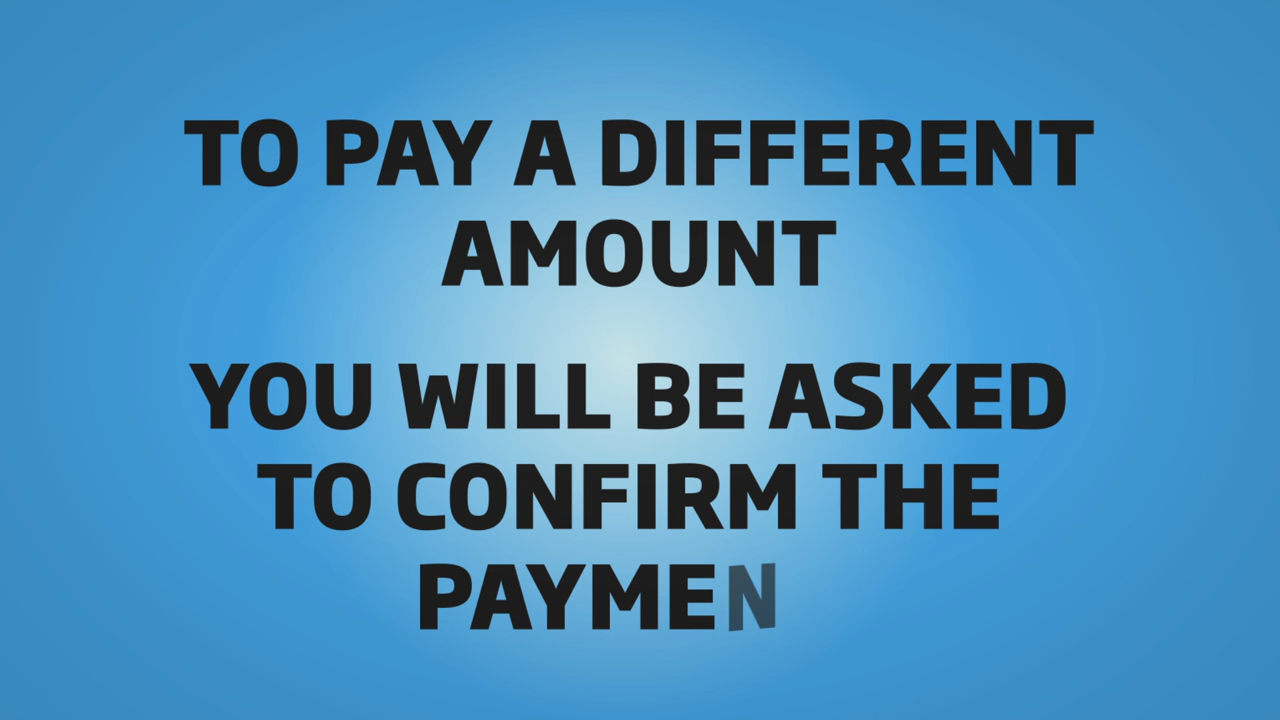 TO PAY A DIFFERENT
AMOUNT
YOU WILL BE ASKED
TO CONFIRM THE
PAYMEN